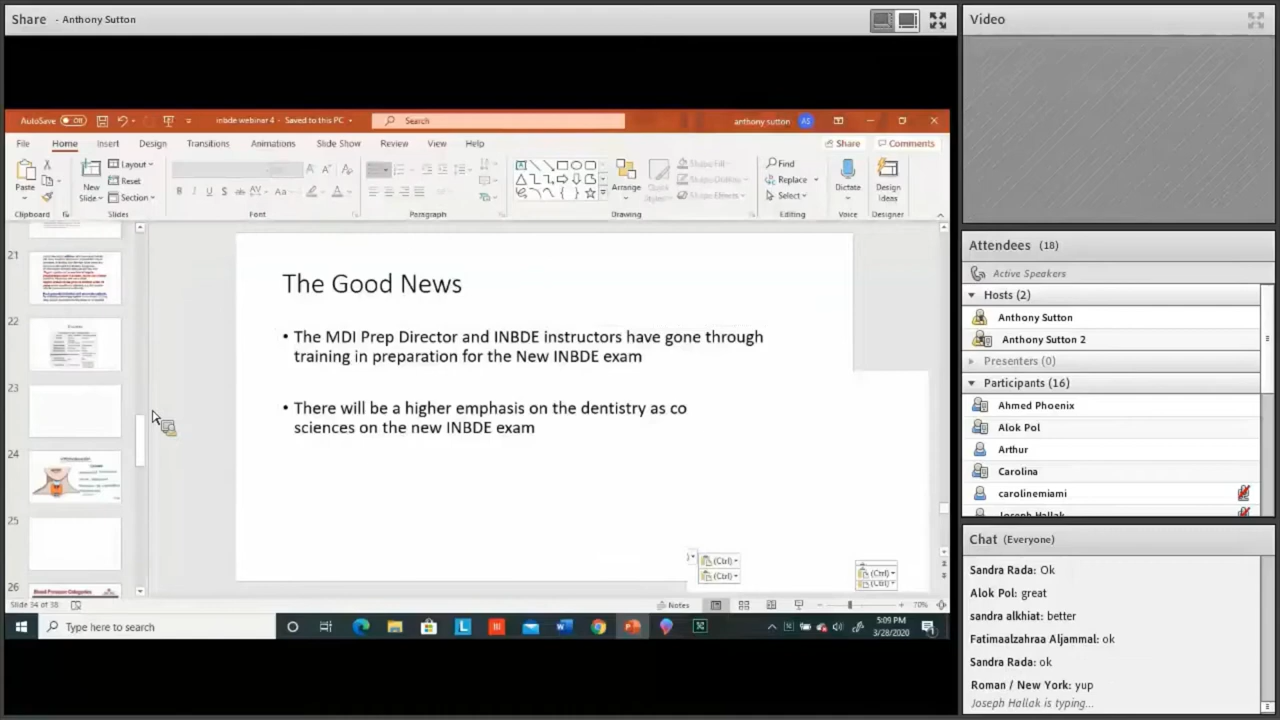 Share - Anthony Sutton
Video
AutoSave Off
inbde webinar 4 - Saved to this PC
Search
anthony sutton
AS
File Home Insert Design Transitions Animations Slide Show Review View Help
Share Comments
Paste
New
Slide
Layout
Reset
Section
Arrange
Quick
Styles
Shape Fill
Shape Outline
Shape Effects
Find
Replace
Select
Dictate
Design
Ideas
Clipboard Slides Font Paragraph Drawing Editing Voice Designer
21
22
23
24
25
26
Blood Pressure Categories
The Good News
• The MDI Prep Director and INBDE instructors have gone through
training in preparation for the New INBDE exam
• There will be a higher emphasis on the dentistry as co
sciences on the new INBDE exam
(Ctrl)
(Ctrl)
(Ctrl)
(Ctrl)
Slide 34 of 38
Notes
70%
Type here to search
5:09 PM
3/28/2020
Attendees (18)
Active Speakers
Hosts (2)
Anthony Sutton
Anthony Sutton 2
Presenters (0)
Participants (16)
Ahmed Phoenix
Alok Pol
Arthur
Carolina
carolinemiami
Joseph Hallak
Chat (Everyone)
Sandra Rada: Ok
Alok Pol: great
sandra alkhiat: better
Fatimaalzahraa Aljammal: ok
Sandra Rada: ok
Roman / New York: yup
Joseph Hallak is typing...